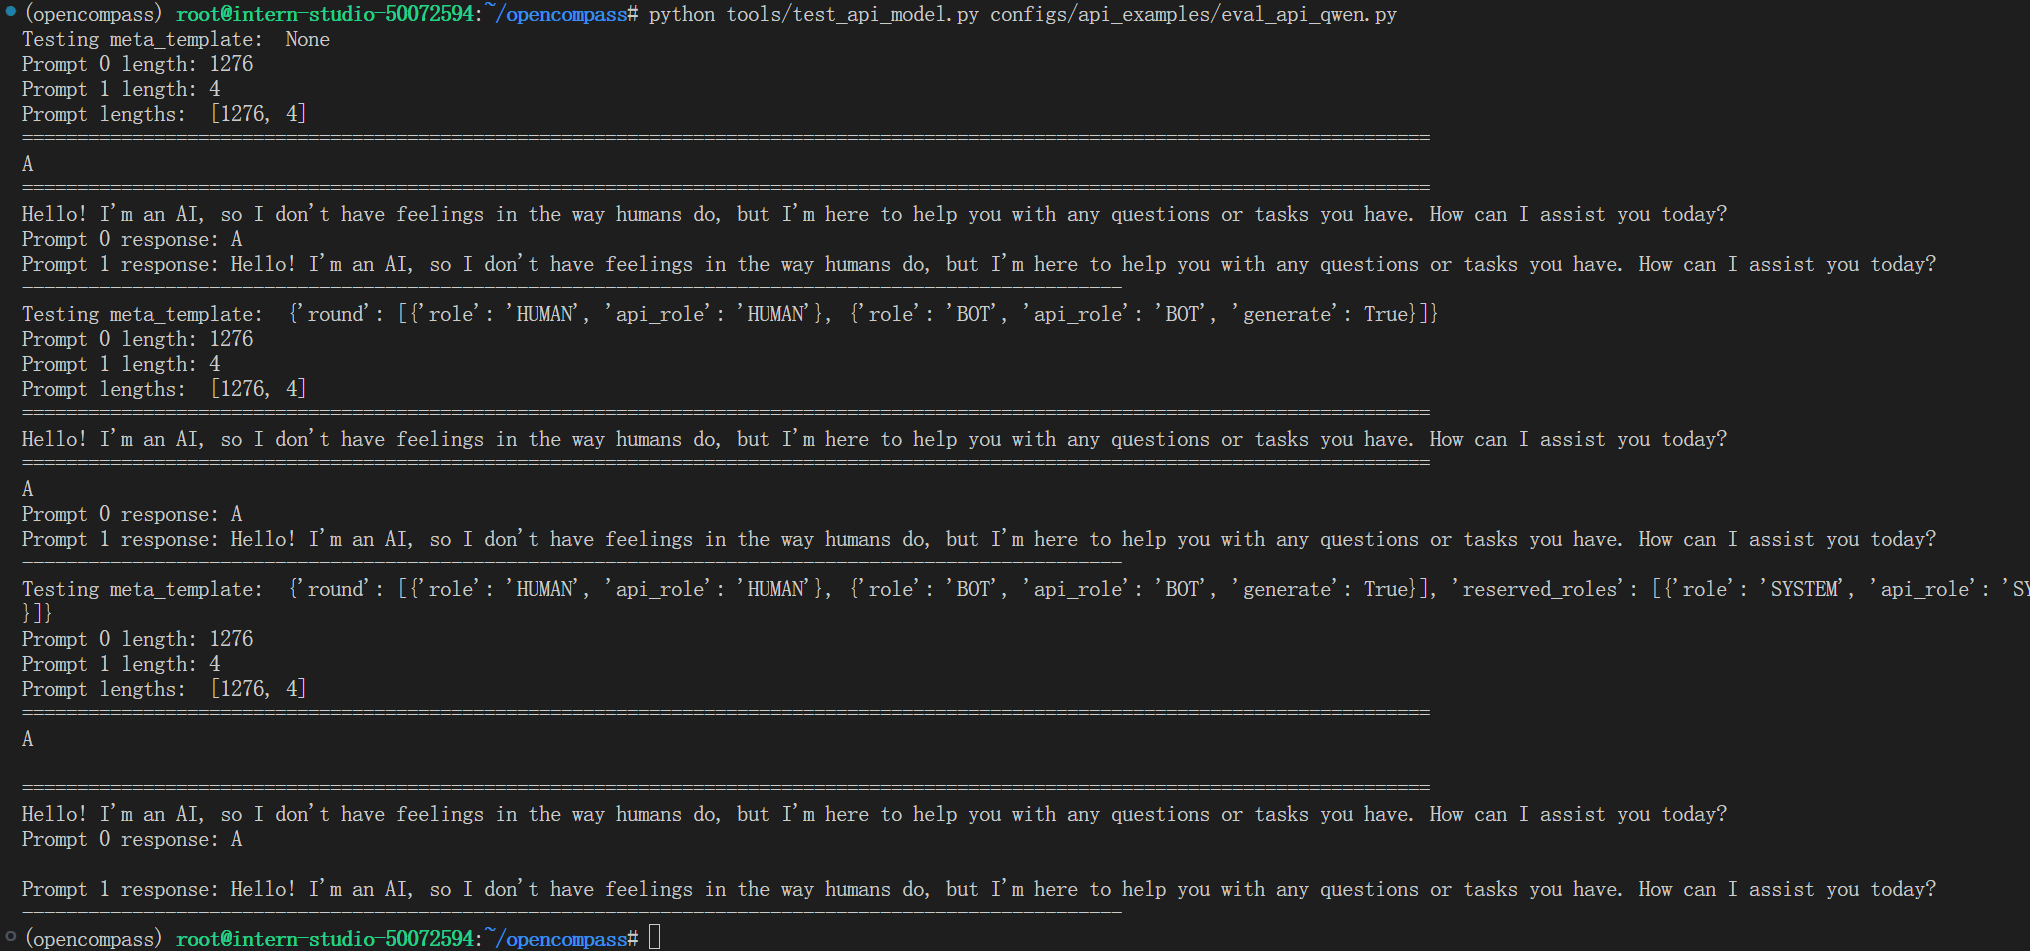 (opencompass) root@intern-studio-50072594:~/opencompass# python tools/test_api_model.py configs/api_examples/eval_api_qwen.py
Testing meta_template:  None
Prompt 0 length: 1276
Prompt 1 length: 4
Prompt lengths:  [1276, 4]
================================================================================================================================
A
================================================================================================================================
Hello! I'm an AI, so I don't have feelings in the way humans do, but I'm here to help you with any questions or tasks you have. How can I assist you today?
Prompt 0 response: A
Prompt 1 response: Hello! I'm an AI, so I don't have feelings in the way humans do, but I'm here to help you with any questions or tasks you have. How can I assist you today?
----------------------------------------------------------------------------------------------------
Testing meta_template:  {'round': [{'role': 'HUMAN', 'api_role': 'HUMAN'}, {'role': 'BOT', 'api_role': 'BOT', 'generate': True}]}
Prompt 0 length: 1276
Prompt 1 length: 4
Prompt lengths:  [1276, 4]
================================================================================================================================
Hello! I'm an AI, so I don't have feelings in the way humans do, but I'm here to help you with any questions or tasks you have. How can I assist you today?
================================================================================================================================
A
Prompt 0 response: A
Prompt 1 response: Hello! I'm an AI, so I don't have feelings in the way humans do, but I'm here to help you with any questions or tasks you have. How can I assist you today?
----------------------------------------------------------------------------------------------------
Testing meta_template:  {'round': [{'role': 'HUMAN', 'api_role': 'HUMAN'}, {'role': 'BOT', 'api_role': 'BOT', 'generate': True}], 'reserved_roles': [{'role': 'SYSTEM', 'api_role': 'SY
}]}
Prompt 0 length: 1276
Prompt 1 length: 4
Prompt lengths:  [1276, 4]
================================================================================================================================
A
================================================================================================================================
Hello! I'm an AI, so I don't have feelings in the way humans do, but I'm here to help you with any questions or tasks you have. How can I assist you today?
Prompt 0 response: A
Prompt 1 response: Hello! I'm an AI, so I don't have feelings in the way humans do, but I'm here to help you with any questions or tasks you have. How can I assist you today?
----------------------------------------------------------------------------------------------------
(opencompass) root@intern-studio-50072594:~/opencompass#